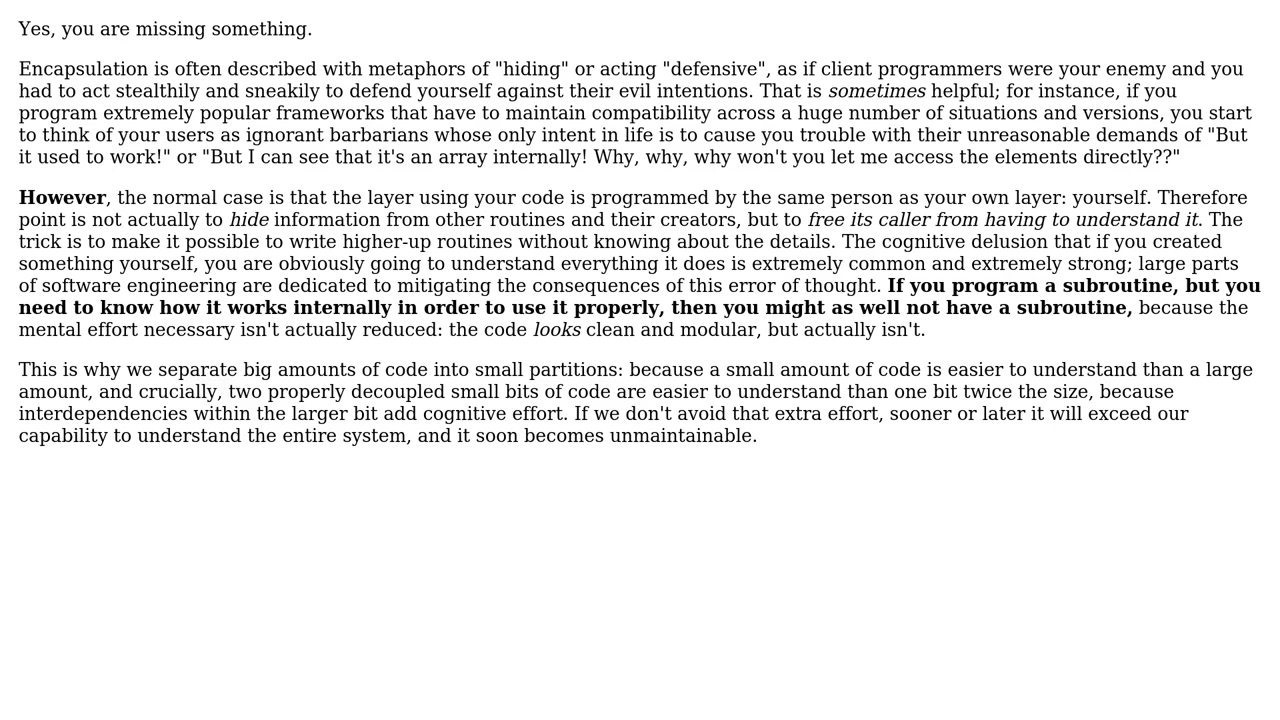 Yes, you are missing something.
Encapsulation is often described with metaphors of "hiding" or acting "defensive", as if client programmers were your enemy and you
had to act stealthily and sneakily to defend yourself against their evil intentions. That is sometimes helpful; for instance, if you
program extremely popular frameworks that have to maintain compatibility across a huge number of situations and versions, you start
to think of your users as ignorant barbarians whose only intent in life is to cause you trouble with their unreasonable demands of "But
it used to work!" or "But I can see that it's an array internally! Why, why, why won't you let me access the elements directly??"
However, the normal case is that the layer using your code is programmed by the same person as your own layer: yourself. Therefore
point is not actually to hide information from other routines and their creators, but to free its caller from having to understand it. The
trick is to make it possible to write higher-up routines without knowing about the details. The cognitive delusion that if you created
something yourself, you are obviously going to understand everything it does is extremely common and extremely strong; large parts
of software engineering are dedicated to mitigating the consequences of this error of thought. If you program a subroutine, but you
need to know how it works internally in order to use it properly, then you might as well not have a subroutine, because the
mental effort necessary isn't actually reduced: the code looks clean and modular, but actually isn't.
This is why we separate big amounts of code into small partitions: because a small amount of code is easier to understand than a large
amount, and crucially, two properly decoupled small bits of code are easier to understand than one bit twice the size, because
interdependencies within the larger bit add cognitive effort. If we don't avoid that extra effort, sooner or later it will exceed our
capability to understand the entire system, and it soon becomes unmaintainable.